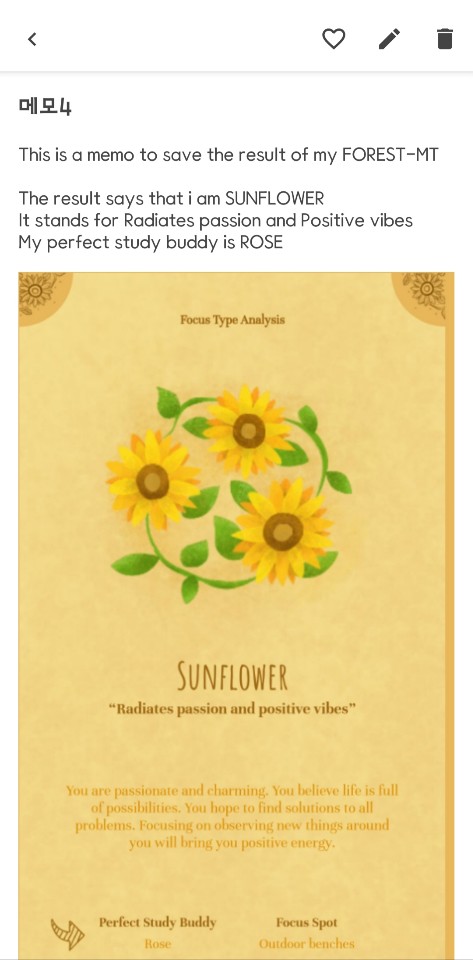 메모4
This is a memo to save the result of my FOREST-MT
The result says that i am SUNFLOWER
It stands for Radiates passion and Positive vibes
My perfect study buddy is ROSE
Focus Type Analysis
SUNFLOWER
“Radiates passion and positive vibes”
You are passionate and charming. You believe life is full
of possibilities. You hope to find solutions to all
problems. Focusing on observing new things around
you will bring you positive energy.
Perfect Study Buddy
Rose
Focus Spot
Outdoor benches